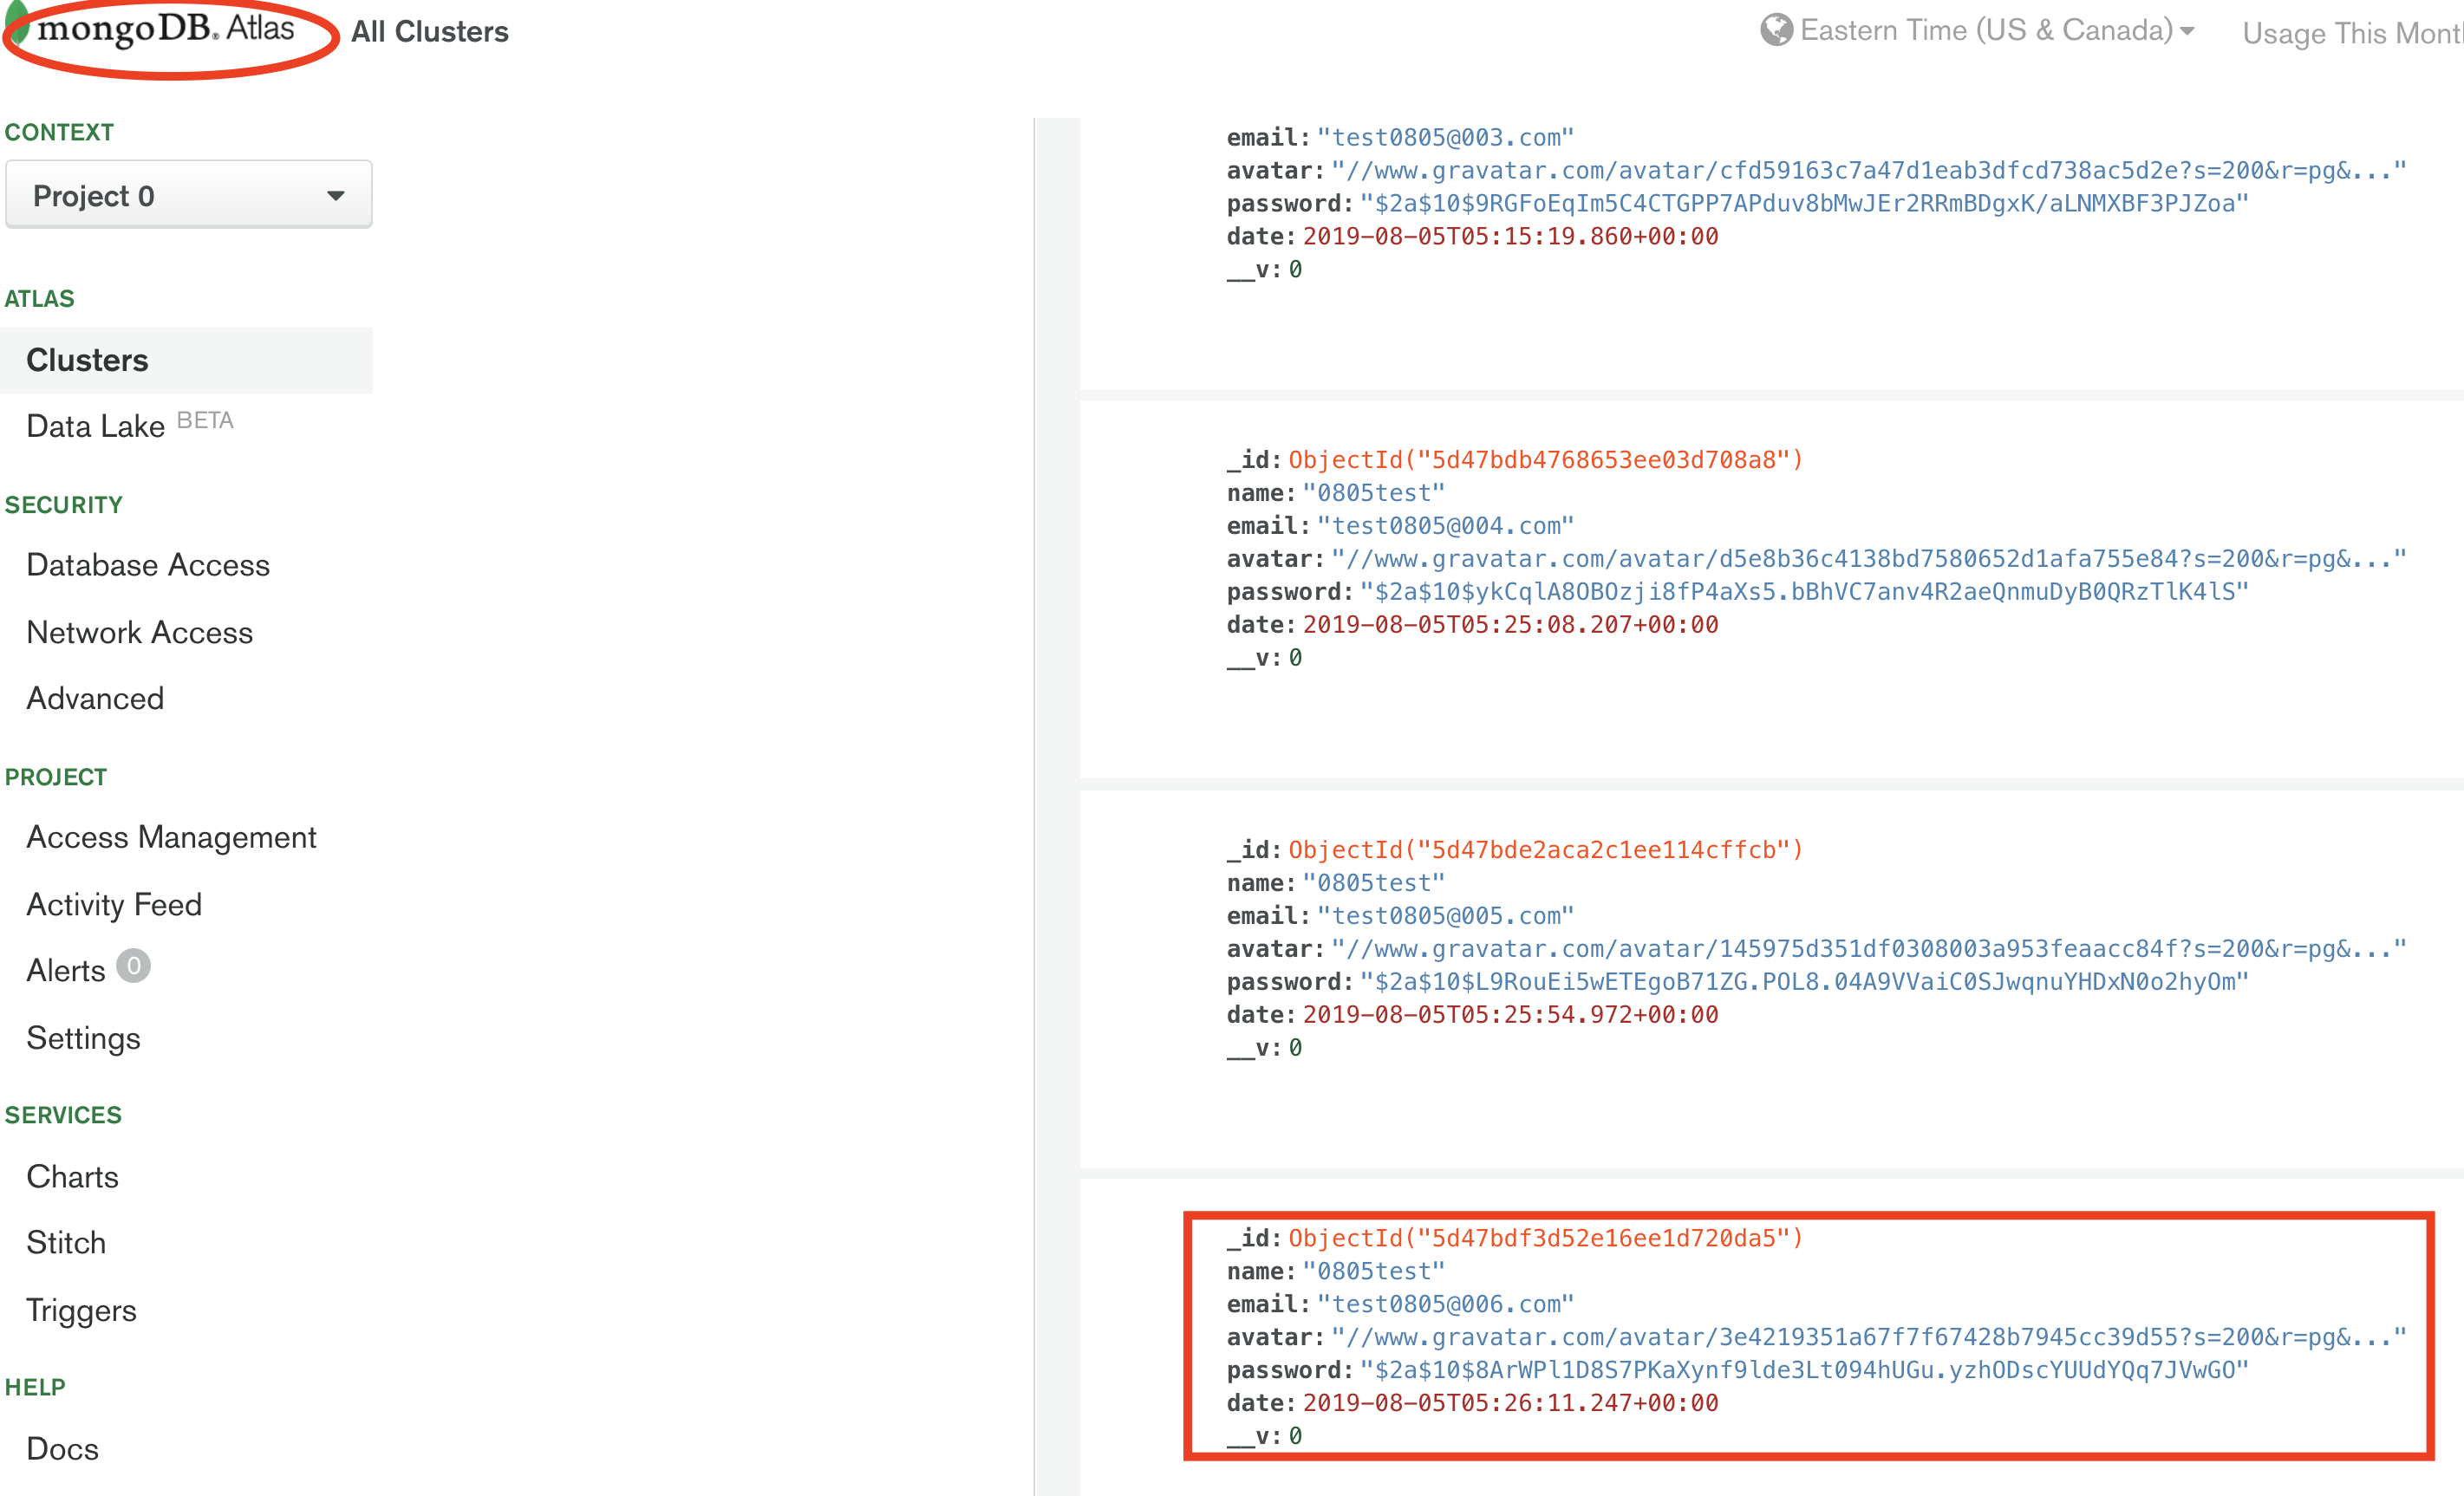 mongoDB. Atlas
All Clusters
Eastern Time (US & Canada)
Usage This Mont
CONTEXT
Project 0
ATLAS
Clusters
Data Lake BETA
SECURITY
Database Access
Network Access
Advanced
PROJECT
Access Management
Activity Feed
Alerts 0
Settings
SERVICES
Charts
Stitch
Triggers
HELP
Docs
email: "test0805@003.com"
avatar: "//www.gravatar.com/avatar/cfd59163c7a47d1eab3dfcd738ac5d2e?s=200&r=pg&..."
password: "$2a$10$9RGFoEqIm5C4CTGPP7APduv8bMwJEr2RRmBDgxK/aLNMXBF3PJZoa"
date: 2019-08-05T05:15:19.860+00:00
__v: 0
_id: ObjectId("5d47bdb4768653ee03d708a8")
name: "0805test"
email: "test0805@004.com"
avatar: "//www.gravatar.com/avatar/d5e8b36c4138bd7580652d1afa755e84?s=200&r=pg&..."
password: "$2a$10$ykCqlA8OBOzji8fP4aXs5.bBhVC7anv4R2aeQnmuDyB0QRzTlK4lS"
date: 2019-08-05T05:25:08.207+00:00
__v: 0
_id: ObjectId("5d47bde2aca2c1ee114cffcb")
name: "0805test"
email: "test0805@005.com"
avatar: "//www.gravatar.com/avatar/145975d351df0308003a953feaacc84f?s=200&r=pg&..."
password: "$2a$10$L9RouEi5wETEgoB71ZG.POL8.04A9VVaiC0SJwqnuYHDxN0o2hyOm"
date: 2019-08-05T05:25:54.972+00:00
__v: 0
_id: ObjectId("5d47bdf3d52e16ee1d720da5")
name: "0805test"
email: "test0805@006.com"
avatar: "//www.gravatar.com/avatar/3e4219351a67f7f67428b7945cc39d55?s=200&r=pg&..."
password: "$2a$10$8ArWPl1D8S7PKaXynf9lde3Lt094hUGu.yzhODscYUUdYQq7JVwGO"
date: 2019-08-05T05:26:11.247+00:00
__v: 0